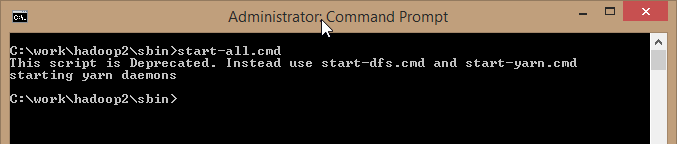 Administrator: Command Prompt
C:\work\hadoop2\sbin>start-all.cmd
This script is Deprecated. Instead use start-dfs.cmd and start-yarn.cmd
starting yarn daemons
C:\work\hadoop2\sbin>